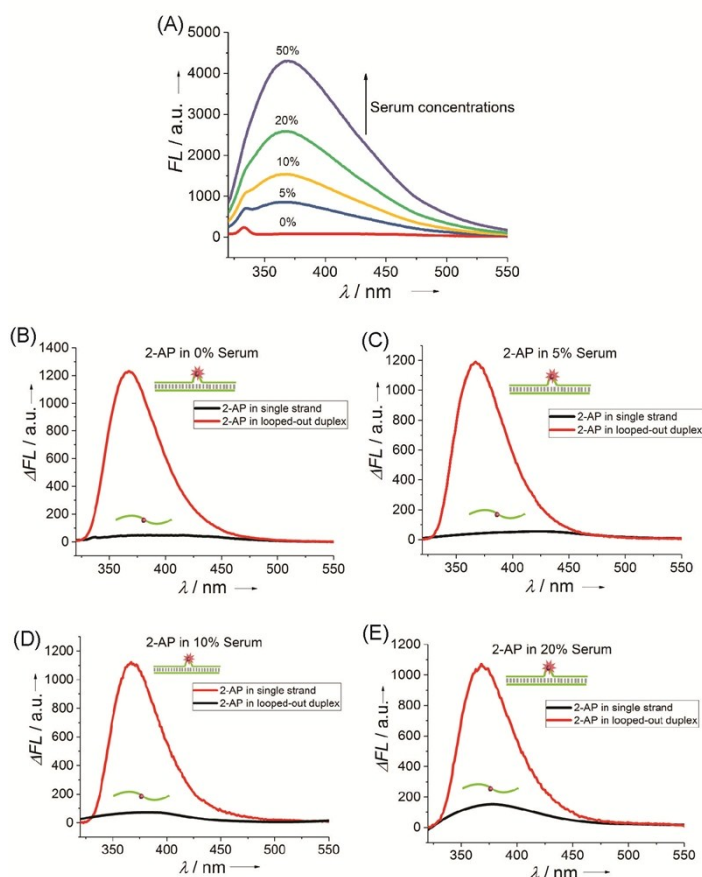 (A)
5000
4000
3000
2000
1000
0
FL / a.u.
50%
20%
10%
5%
0%
Serum concentrations
350 400 450 500 550
λ / nm
(B)
2-AP in 0% Serum
1400
1200
1000
800
600
400
200
0
ΔFL / a.u.
2-AP in single strand
2-AP in looped-out duplex
350 400 450 500 550
λ / nm
(C)
2-AP in 5% Serum
1200
1000
800
600
400
200
0
ΔFL / a.u.
2-AP in single strand
2-AP in looped-out duplex
350 400 450 500 550
λ / nm
(D)
2-AP in 10% Serum
1200
1000
800
600
400
200
0
ΔFL / a.u.
2-AP in single strand
2-AP in looped-out duplex
350 400 450 500 550
λ / nm
(E)
2-AP in 20% Serum
1200
1000
800
600
400
200
0
ΔFL / a.u.
2-AP in single strand
2-AP in looped-out duplex
350 400 450 500 550
λ / nm